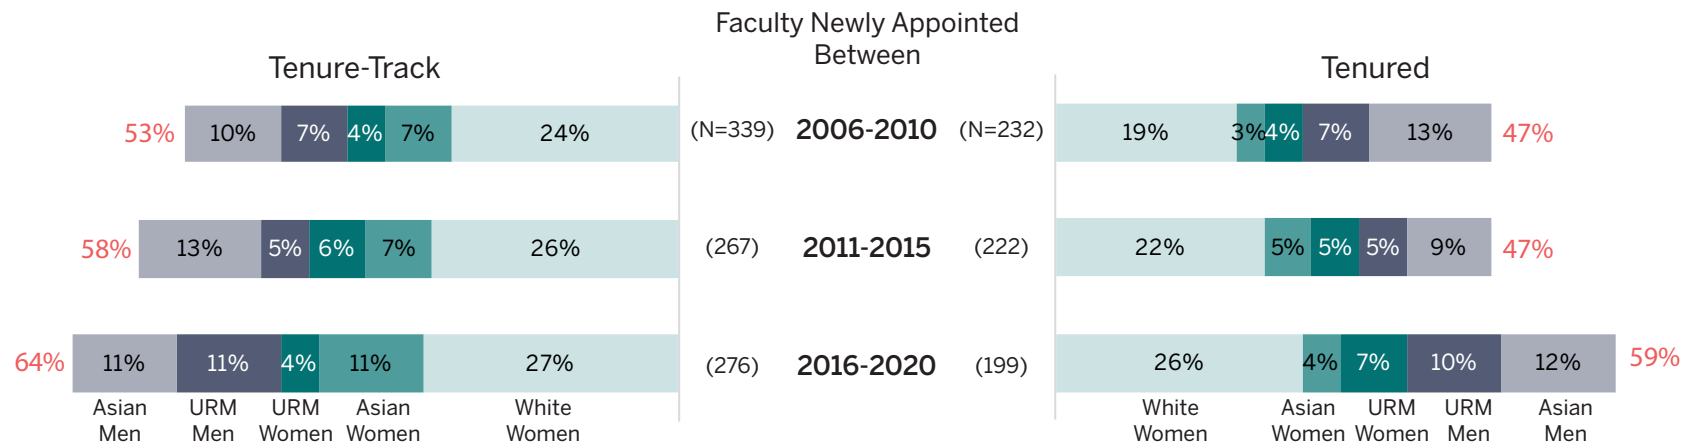 Faculty Newly Appointed
Between
Tenure-Track
Tenured
53% 10% 7% 4% 7% 24% (N=339) 2006-2010 (N=232) 19% 3% 4% 7% 13% 47%
58% 13% 5% 6% 7% 26% (267) 2011-2015 (222) 22% 5% 5% 5% 9% 47%
64% 11% 11% 4% 11% 27% (276) 2016-2020 (199) 26% 4% 7% 10% 12% 59%
Asian URM URM Asian White White Asian URM URM Asian
Men Men Women Women Women Women Women Women Men Men